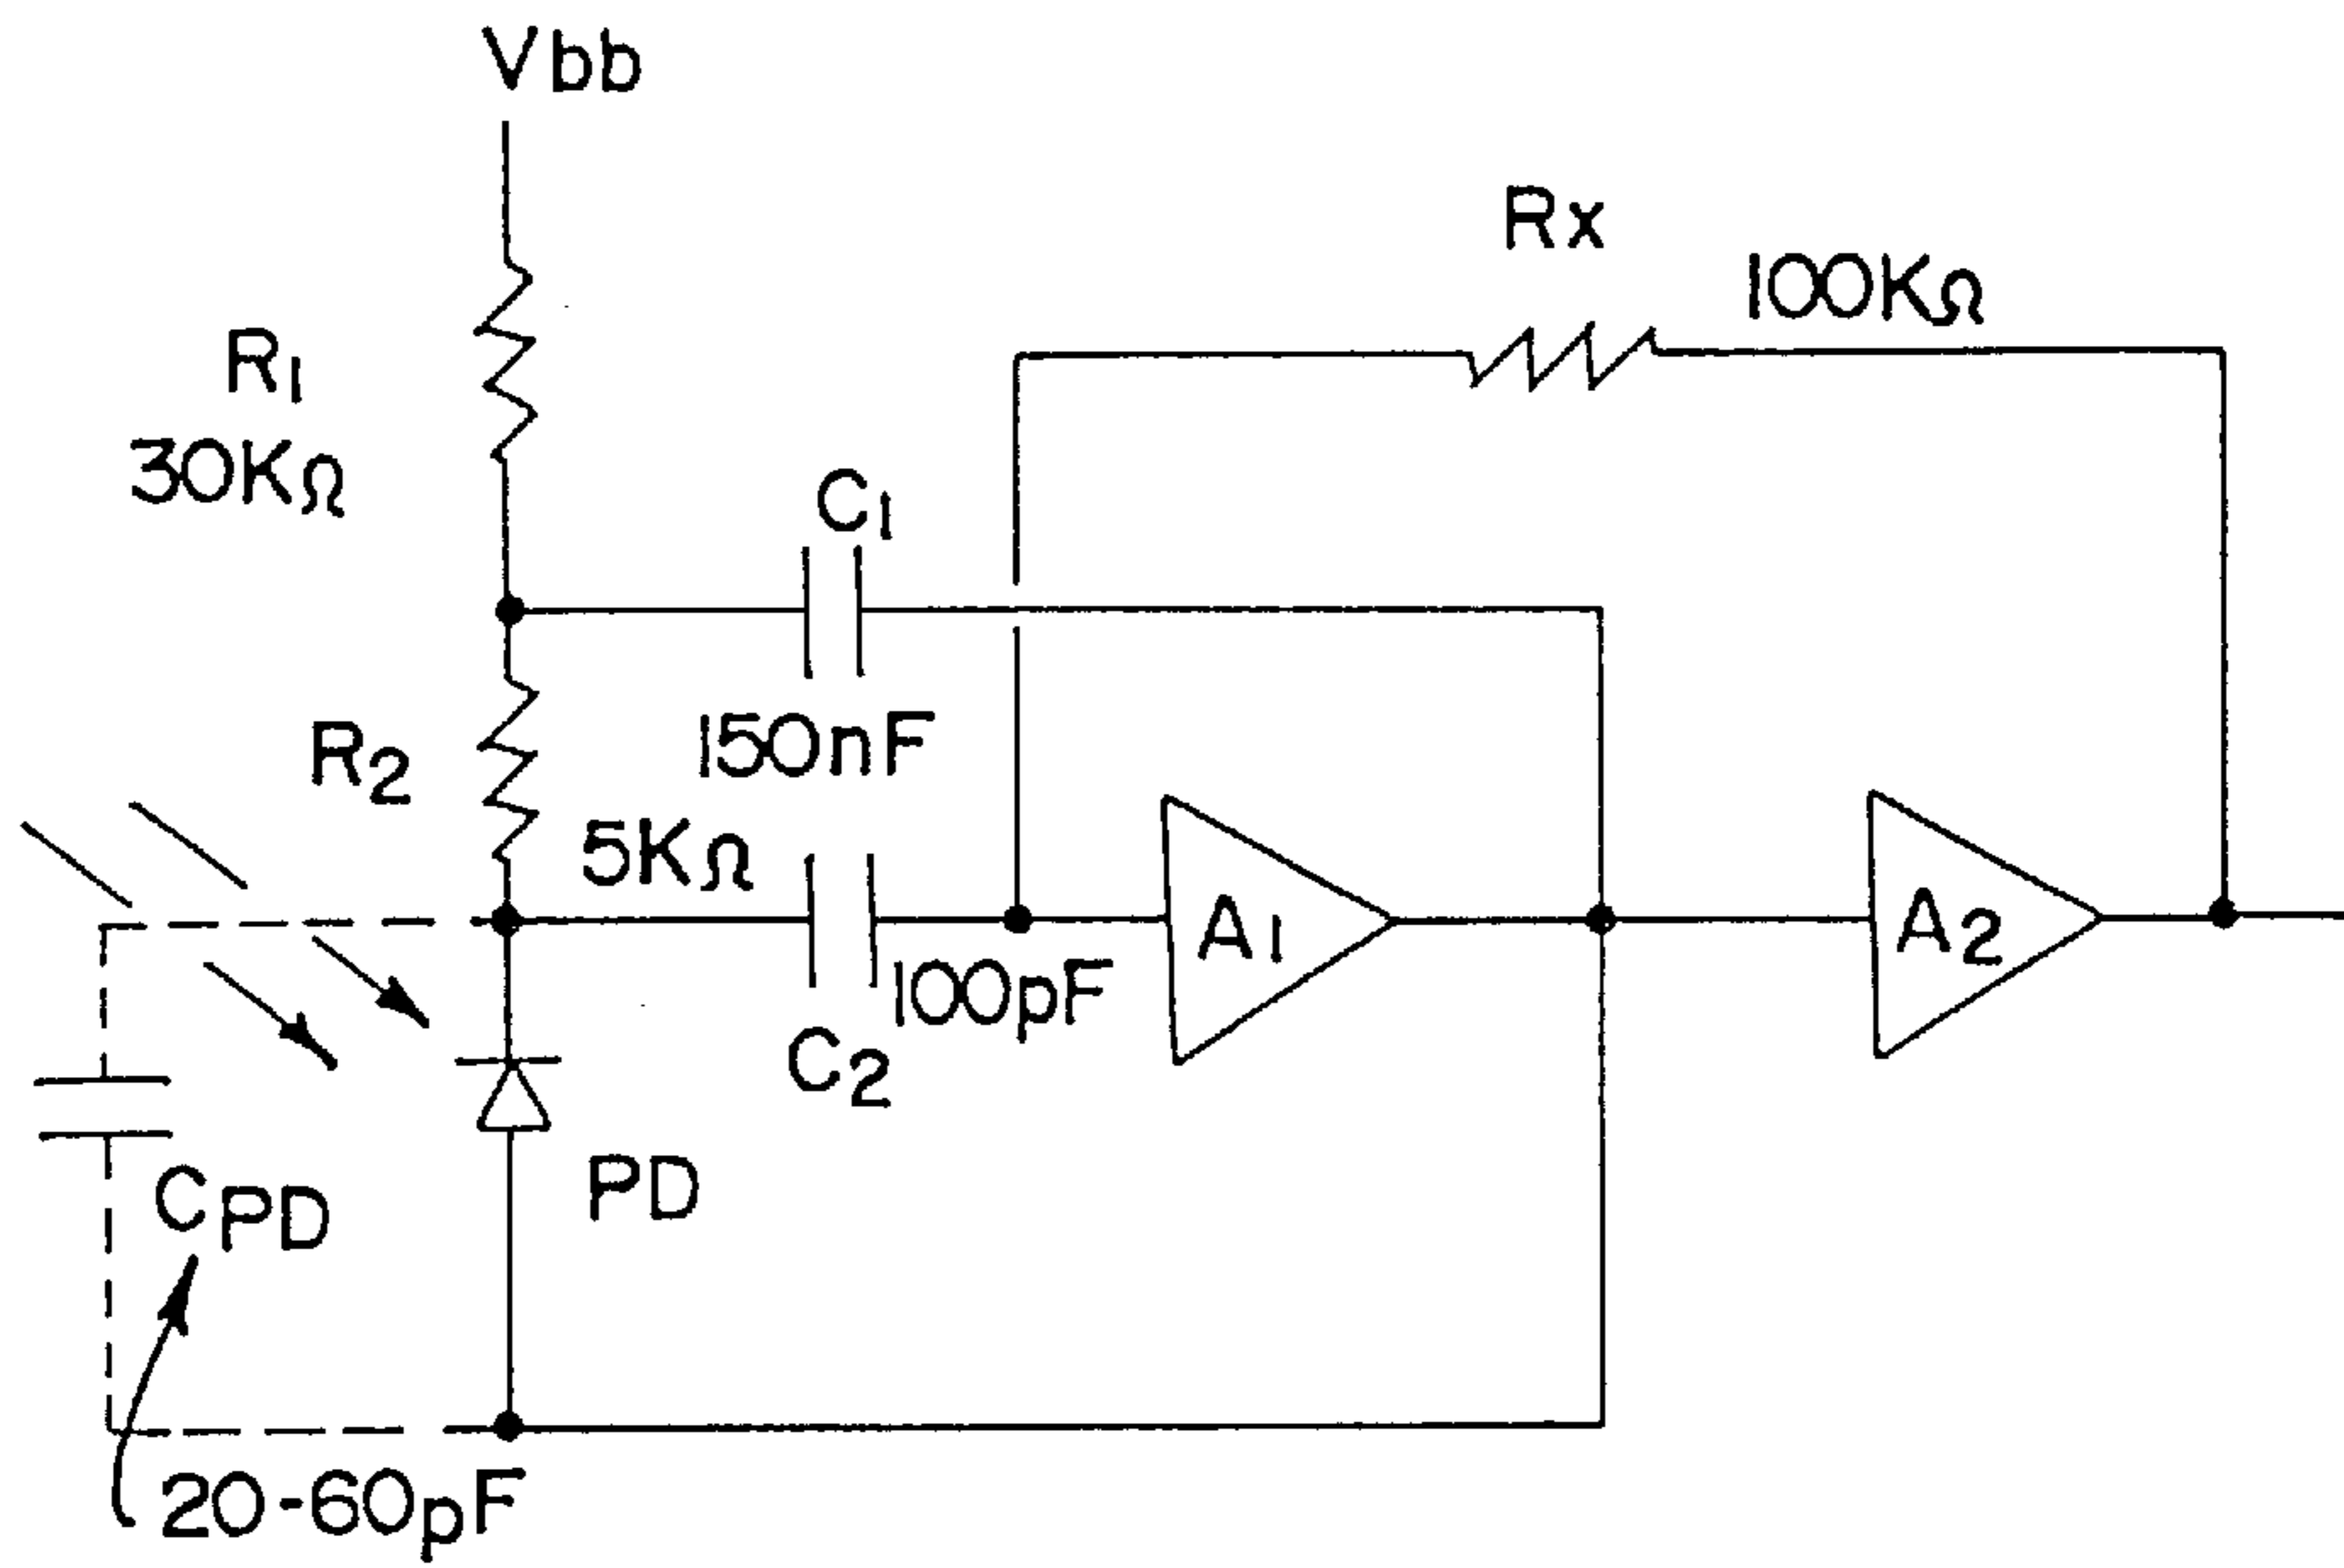 Vbb
Rx
100KΩ
R1
30KΩ
C1
150nF
R2
5KΩ
A1
A2
100pF
C2
CPD
PD
20-60pF